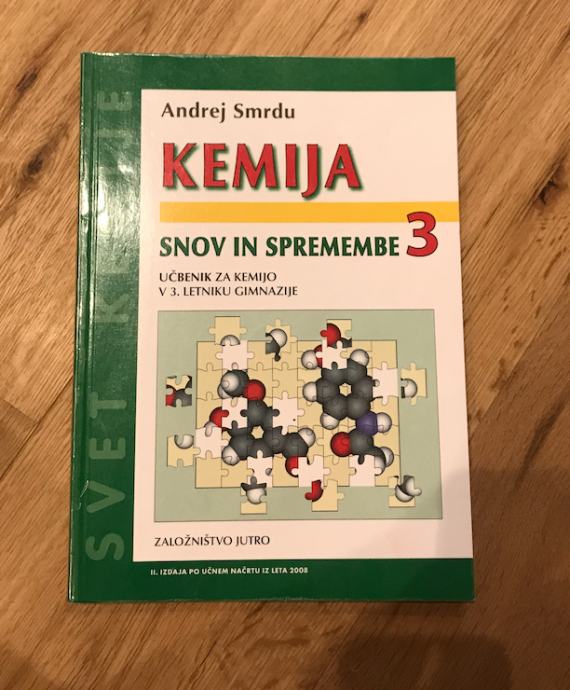 Andrej Smrdu
KEMIJA
SNOV IN SPREMEMBE 3
UČBENIK ZA KEMIJO
V 3. LETNIKU GIMNAZIJE
ZALOŽNIŠTVO JUTRO
II. IZDAJA PO UČNEM NAČRTU IZ LETA 2008
SVET KEMIJE